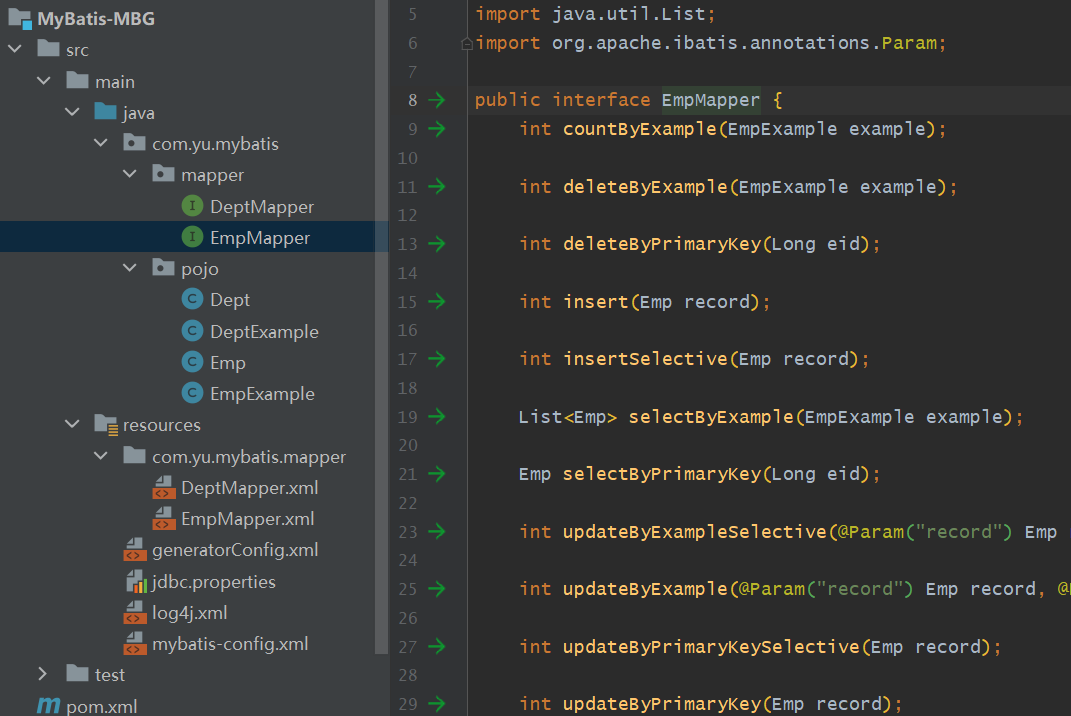 MyBatis-MBG
src
main
java
com.yu.mybatis
mapper
DeptMapper
EmpMapper
pojo
Dept
DeptExample
Emp
EmpExample
resources
com.yu.mybatis.mapper
DeptMapper.xml
EmpMapper.xml
generatorConfig.xml
jdbc.properties
log4j.xml
mybatis-config.xml
test
pom.xml
5 import java.util.List;
6 import org.apache.ibatis.annotations.Param;
7
8 public interface EmpMapper {
9 int countByExample(EmpExample example);
10
11 int deleteByExample(EmpExample example);
12
13 int deleteByPrimaryKey(Long eid);
14
15 int insert(Emp record);
16
17 int insertSelective(Emp record);
18
19 List<Emp> selectByExample(EmpExample example);
20
21 Emp selectByPrimaryKey(Long eid);
22
23 int updateByExampleSelective(@Param("record") Emp
24
25 int updateByExample(@Param("record") Emp record, @
26
27 int updateByPrimaryKeySelective(Emp record);
28
29 int updateByPrimaryKey(Emp record);